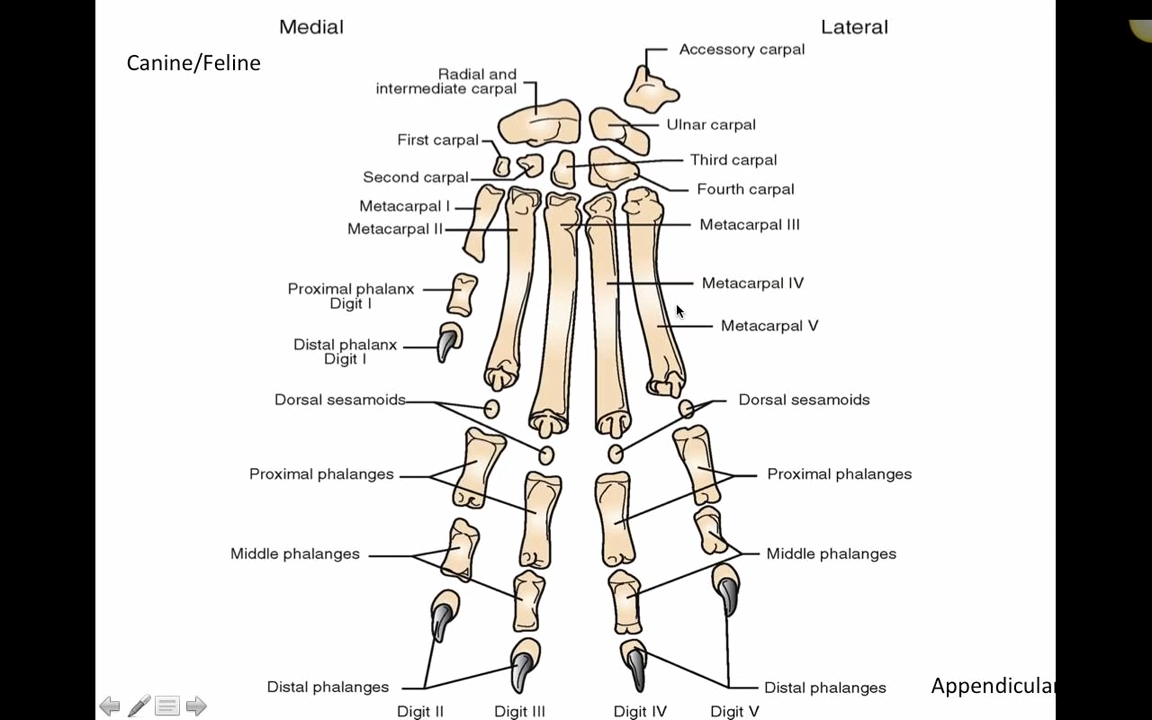 Medial
Lateral
Canine/Feline
Accessory carpal
Radial and
intermediate carpal
Ulnar carpal
First carpal
Third carpal
Second carpal
Fourth carpal
Metacarpal I
Metacarpal II
Metacarpal III
Metacarpal IV
Proximal phalanx
Digit I
Metacarpal V
Distal phalanx
Digit I
Dorsal sesamoids
Dorsal sesamoids
Proximal phalanges
Proximal phalanges
Middle phalanges
Middle phalanges
Distal phalanges
Distal phalanges
Appendicular
Digit II
Digit III
Digit IV
Digit V